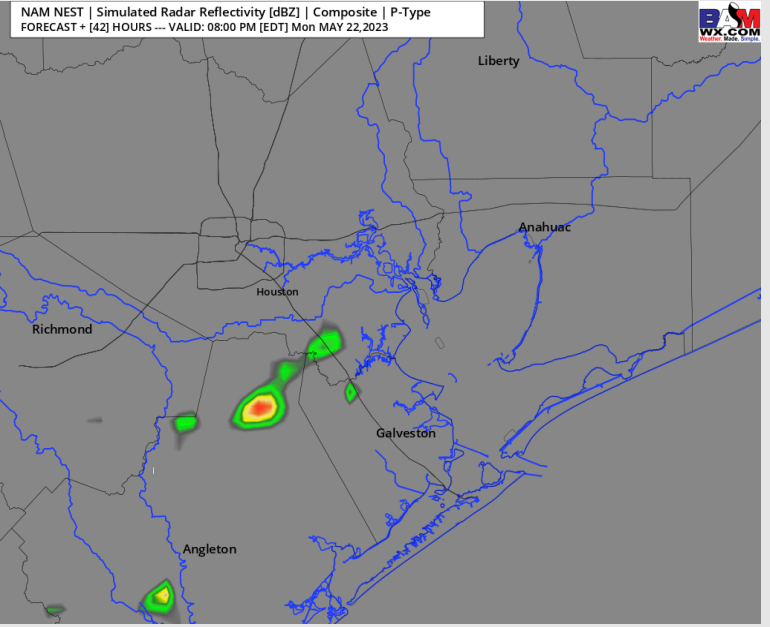 NAM NEST | Simulated Radar Reflectivity [dBZ] | Composite | P-Type
FORECAST + [42] HOURS --- VALID: 08:00 PM [EDT] Mon MAY 22,2023
BAM
WX.COM
Weather. Made. Simple.
Liberty
Anahuac
Houston
Richmond
Galveston
Angleton